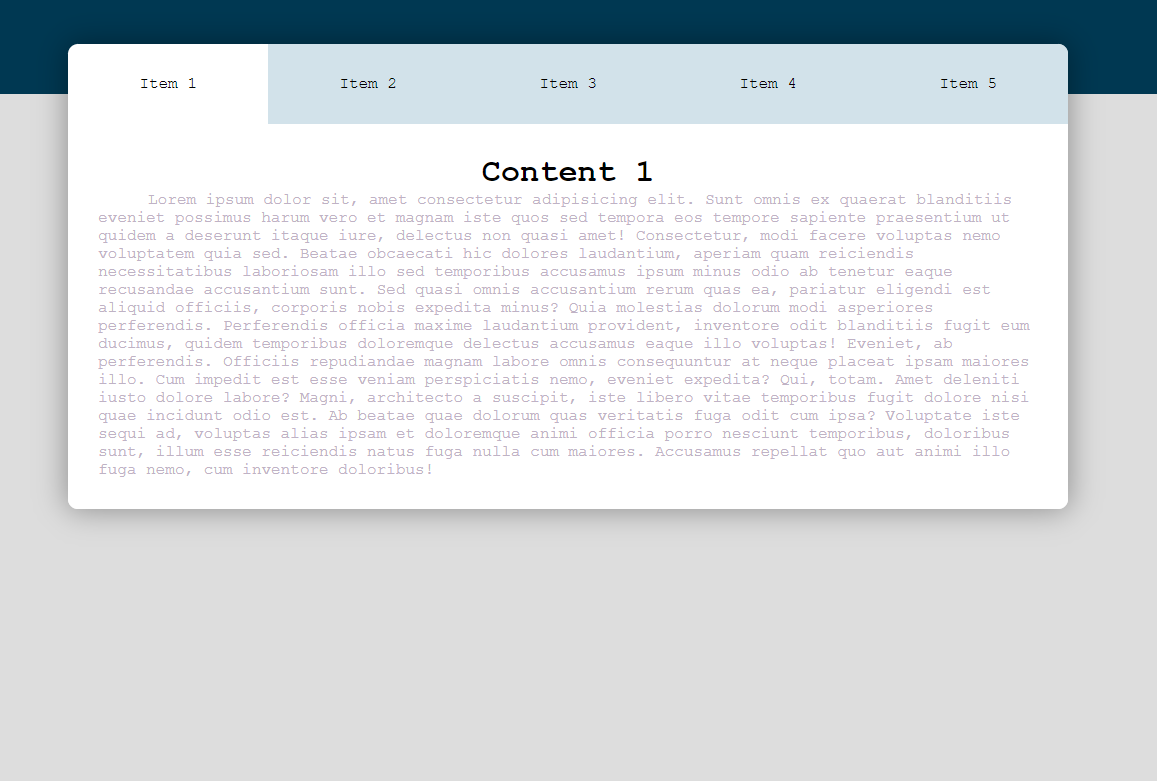 Item 1 Item 2 Item 3 Item 4 Item 5
Content 1
Lorem ipsum dolor sit, amet consectetur adipisicing elit. Sunt omnis ex quaerat blanditiis
eveniet possimus harum vero et magnam iste quos sed tempora eos tempore sapiente praesentium ut
quidem a deserunt itaque iure, delectus non quasi amet! Consectetur, modi facere voluptas nemo
voluptatem quia sed. Beatae obcaecati hic dolores laudantium, aperiam quam reiciendis
necessitatibus laboriosam illo sed temporibus accusamus ipsum minus odio ab tenetur eaque
recusandae accusantium sunt. Sed quasi omnis accusantium rerum quas ea, pariatur eligendi est
aliquid officiis, corporis nobis expedita minus? Quia molestias dolorum modi asperiores
perferendis. Perferendis officia maxime laudantium provident, inventore odit blanditiis fugit eum
ducimus, quidem temporibus doloremque delectus accusamus eaque illo voluptas! Eveniet, ab
perferendis. Officiis repudiandae magnam labore omnis consequuntur at neque placeat ipsam maiores
illo. Cum impedit est esse veniam perspiciatis nemo, eveniet expedita? Qui, totam. Amet deleniti
iusto dolore labore? Magni, architecto a suscipit, iste libero vitae temporibus fugit dolore nisi
quae incidunt odio est. Ab beatae quae dolorum quas veritatis fuga odit cum ipsa? Voluptate iste
sequi ad, voluptas alias ipsam et doloremque animi officia porro nesciunt temporibus, doloribus
sunt, illum esse reiciendis natus fuga nulla cum maiores. Accusamus repellat quo aut animi illo
fuga nemo, cum inventore doloribus!